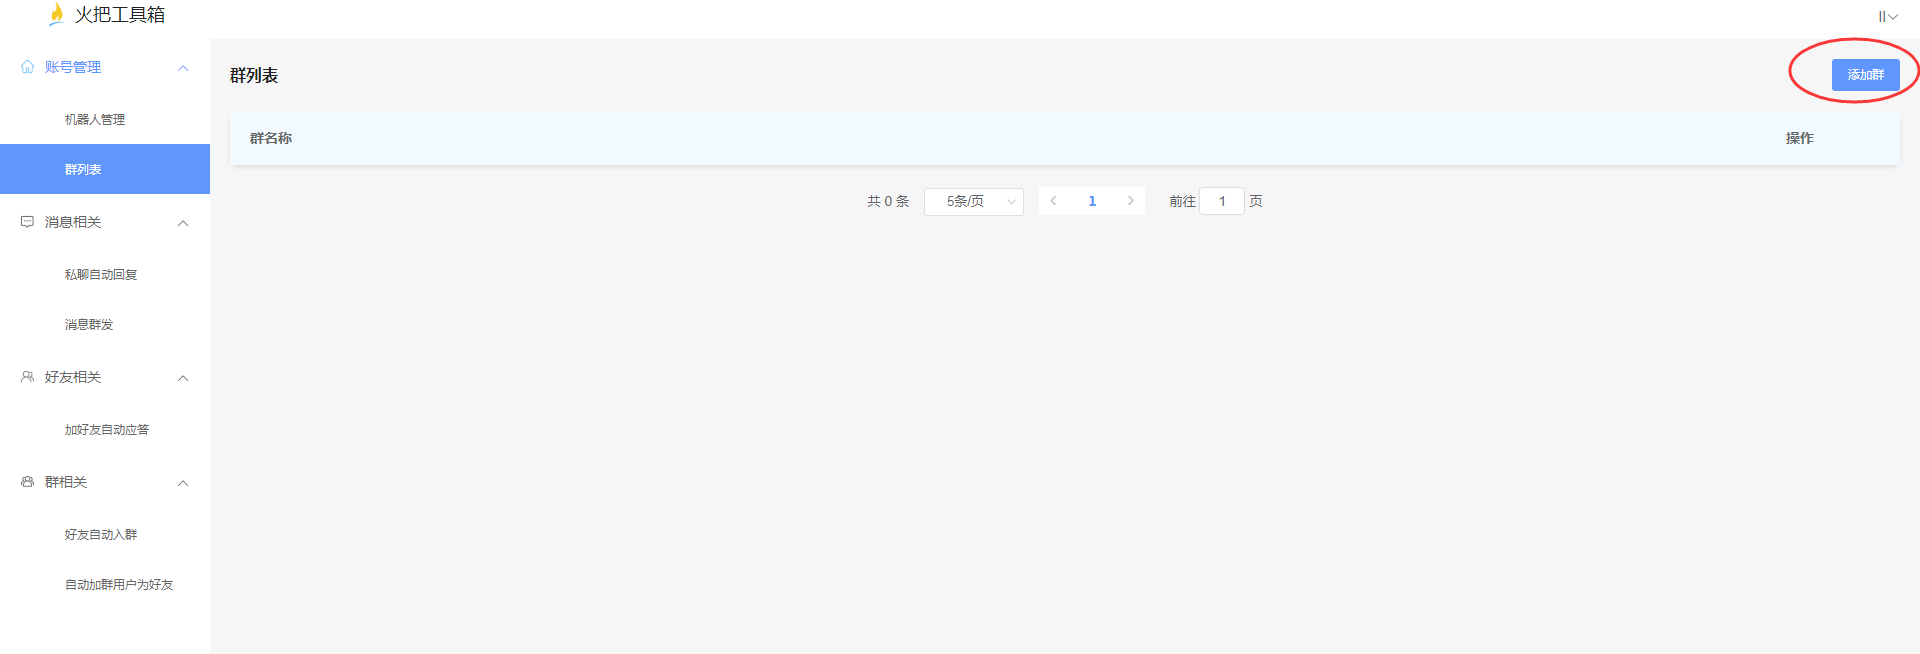 火把工具箱
||
账号管理
机器人管理
群列表
消息相关
私聊自动回复
消息群发
好友相关
加好友自动应答
群相关
好友自动入群
自动加群用户为好友
群列表
添加群
群名称 操作
共 0 条 5条/页 1 前往 1 页